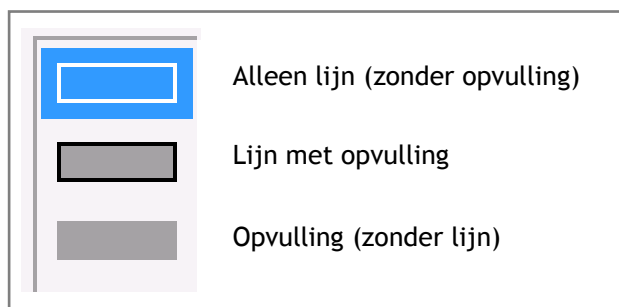 Alleen lijn (zonder opvulling)
Lijn met opvulling
Opvulling (zonder lijn)